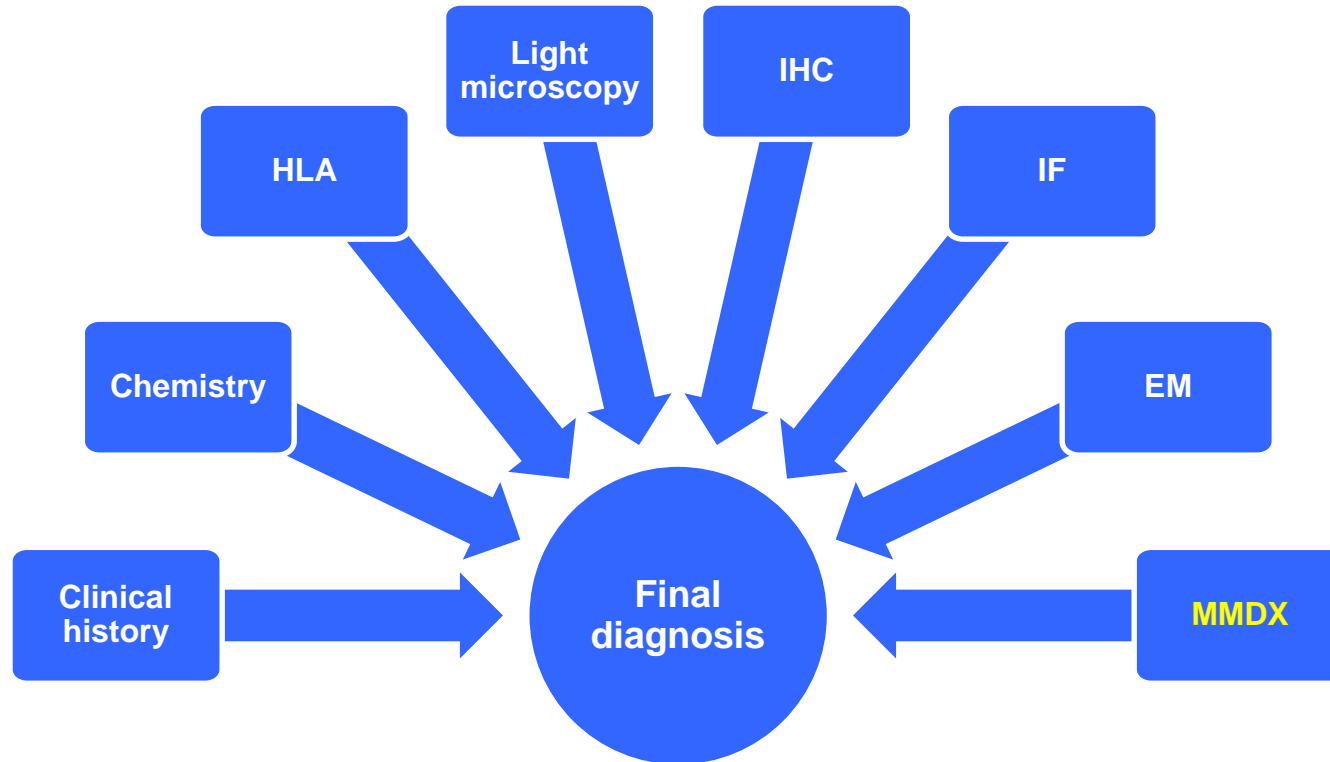 Light
microscopy
IHC
HLA
IF
Chemistry
EM
Clinical
history
Final
diagnosis
MMDX